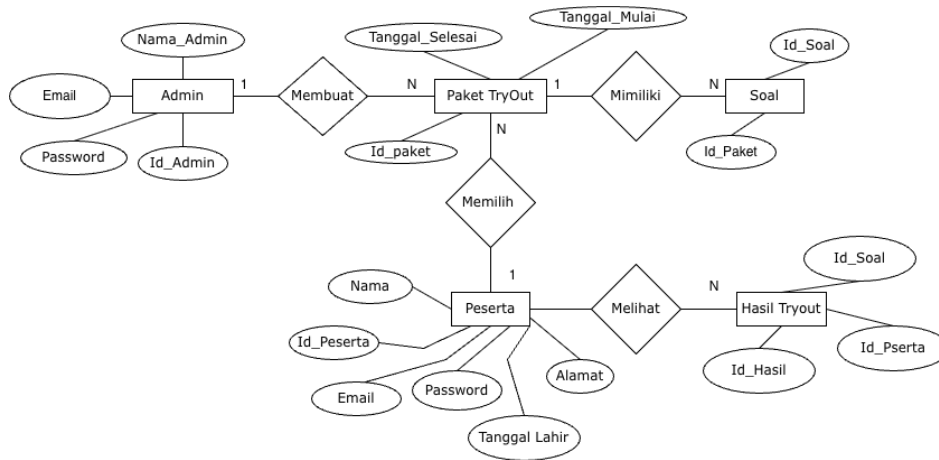 Tanggal_Mulai
Nama_Admin
Tanggal_Selesai
Id_Soal
Email
Admin
1
Membuat
N
Paket TryOut
1
Mimiliki
N
Soal
Password
Id_Admin
Id_paket
N
Id_Paket
Memilih
1
Id_Soal
Nama
Peserta
Melihat
N
Hasil Tryout
Id_Peserta
Id_Pserta
Email
Password
Alamat
Id_Hasil
Tanggal Lahir